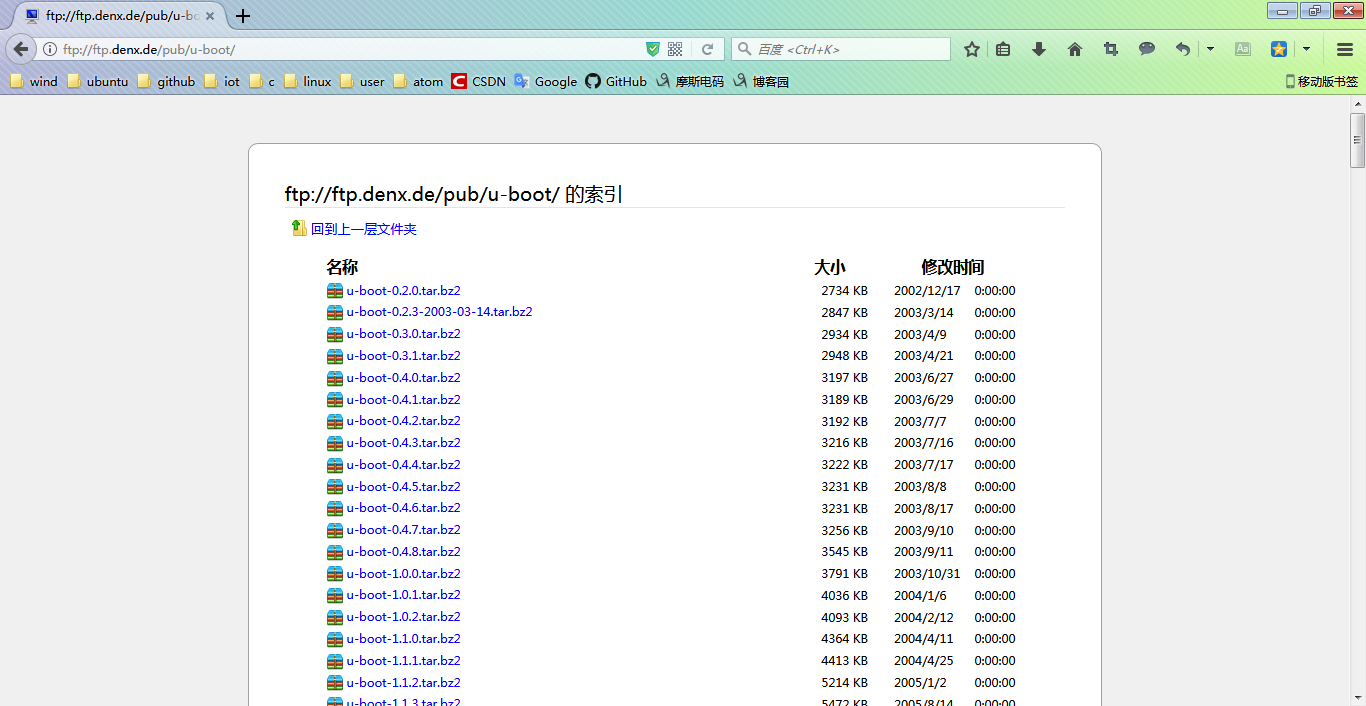 ftp://ftp.denx.de/pub/u-bo
ftp://ftp.denx.de/pub/u-boot/
百度 <Ctrl+K>
wind ubuntu github iot c linux user atom CSDN Google GitHub 摩斯电码 博客园 移动版书签
ftp://ftp.denx.de/pub/u-boot/ 的索引
回到上一层文件夹
名称 大小 修改时间
u-boot-0.2.0.tar.bz2 2734 KB 2002/12/17 0:00:00
u-boot-0.2.3-2003-03-14.tar.bz2 2847 KB 2003/3/14 0:00:00
u-boot-0.3.0.tar.bz2 2934 KB 2003/4/9 0:00:00
u-boot-0.3.1.tar.bz2 2948 KB 2003/4/21 0:00:00
u-boot-0.4.0.tar.bz2 3197 KB 2003/6/27 0:00:00
u-boot-0.4.1.tar.bz2 3189 KB 2003/6/29 0:00:00
u-boot-0.4.2.tar.bz2 3192 KB 2003/7/7 0:00:00
u-boot-0.4.3.tar.bz2 3216 KB 2003/7/16 0:00:00
u-boot-0.4.4.tar.bz2 3222 KB 2003/7/17 0:00:00
u-boot-0.4.5.tar.bz2 3231 KB 2003/8/8 0:00:00
u-boot-0.4.6.tar.bz2 3231 KB 2003/8/17 0:00:00
u-boot-0.4.7.tar.bz2 3256 KB 2003/9/10 0:00:00
u-boot-0.4.8.tar.bz2 3545 KB 2003/9/11 0:00:00
u-boot-1.0.0.tar.bz2 3791 KB 2003/10/31 0:00:00
u-boot-1.0.1.tar.bz2 4036 KB 2004/1/6 0:00:00
u-boot-1.0.2.tar.bz2 4093 KB 2004/2/12 0:00:00
u-boot-1.1.0.tar.bz2 4364 KB 2004/4/11 0:00:00
u-boot-1.1.1.tar.bz2 4413 KB 2004/4/25 0:00:00
u-boot-1.1.2.tar.bz2 5214 KB 2005/1/2 0:00:00
u-boot-1.1.3.tar.bz2 5472 KB 2005/8/14 0:00:00